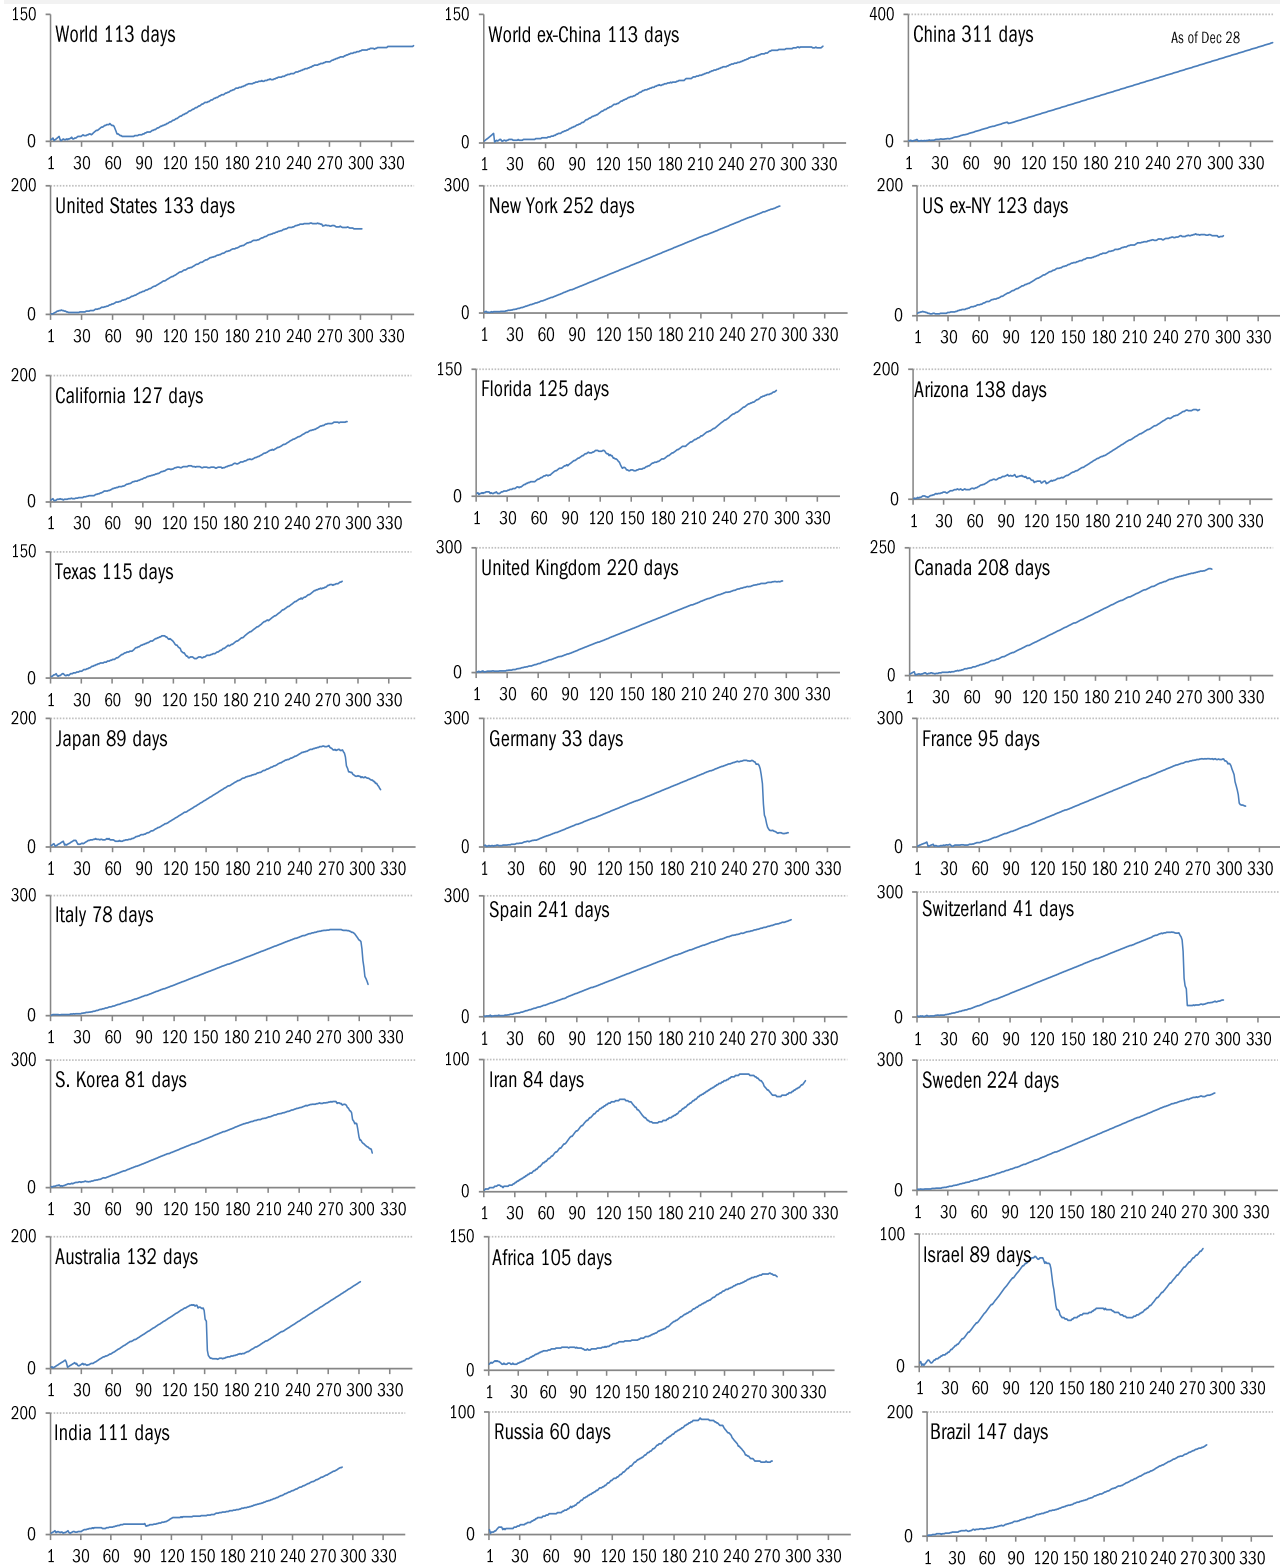 150
World 113 days
0
1 30 60 90 120 150 180 210 240 270 300 330
150
World ex-China 113 days
0
1 30 60 90 120 150 180 210 240 270 300 330
400
China 311 days
As of Dec 28
0
1 30 60 90 120 150 180 210 240 270 300 330
200
United States 133 days
0
1 30 60 90 120 150 180 210 240 270 300 330
300
New York 252 days
0
1 30 60 90 120 150 180 210 240 270 300 330
200
US ex-NY 123 days
0
1 30 60 90 120 150 180 210 240 270 300 330
200
California 127 days
0
1 30 60 90 120 150 180 210 240 270 300 330
150
Florida 125 days
0
1 30 60 90 120 150 180 210 240 270 300 330
200
Arizona 138 days
0
1 30 60 90 120 150 180 210 240 270 300 330
150
Texas 115 days
0
1 30 60 90 120 150 180 210 240 270 300 330
300
United Kingdom 220 days
0
1 30 60 90 120 150 180 210 240 270 300 330
250
Canada 208 days
0
1 30 60 90 120 150 180 210 240 270 300 330
200
Japan 89 days
0
1 30 60 90 120 150 180 210 240 270 300 330
300
Germany 33 days
0
1 30 60 90 120 150 180 210 240 270 300 330
300
France 95 days
0
1 30 60 90 120 150 180 210 240 270 300 330
300
Italy 78 days
0
1 30 60 90 120 150 180 210 240 270 300 330
300
Spain 241 days
0
1 30 60 90 120 150 180 210 240 270 300 330
300
Switzerland 41 days
0
1 30 60 90 120 150 180 210 240 270 300 330
300
S. Korea 81 days
0
1 30 60 90 120 150 180 210 240 270 300 330
100
Iran 84 days
0
1 30 60 90 120 150 180 210 240 270 300 330
300
Sweden 224 days
0
1 30 60 90 120 150 180 210 240 270 300 330
200
Australia 132 days
0
1 30 60 90 120 150 180 210 240 270 300 330
150
Africa 105 days
0
1 30 60 90 120 150 180 210 240 270 300 330
100
Israel 89 days
0
1 30 60 90 120 150 180 210 240 270 300 330
200
India 111 days
0
1 30 60 90 120 150 180 210 240 270 300 330
100
Russia 60 days
0
1 30 60 90 120 150 180 210 240 270 300 330
200
Brazil 147 days
0
1 30 60 90 120 150 180 210 240 270 300 330